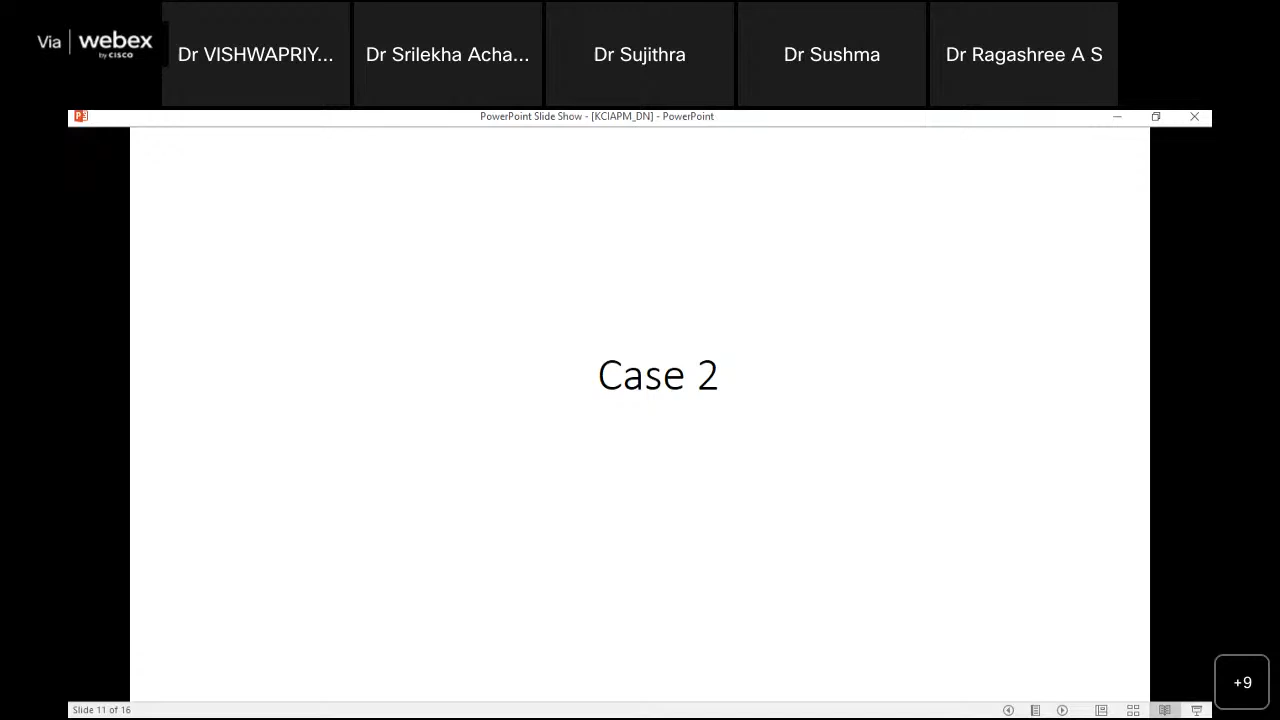 Via webex
by CISCO
Dr VISHWAPRIY...
Dr Srilekha Acha...
Dr Sujithra
Dr Sushma
Dr Ragashree A S
PowerPoint Slide Show - [KCIAPM_DN] - PowerPoint
Case 2
Slide 11 of 16
+9